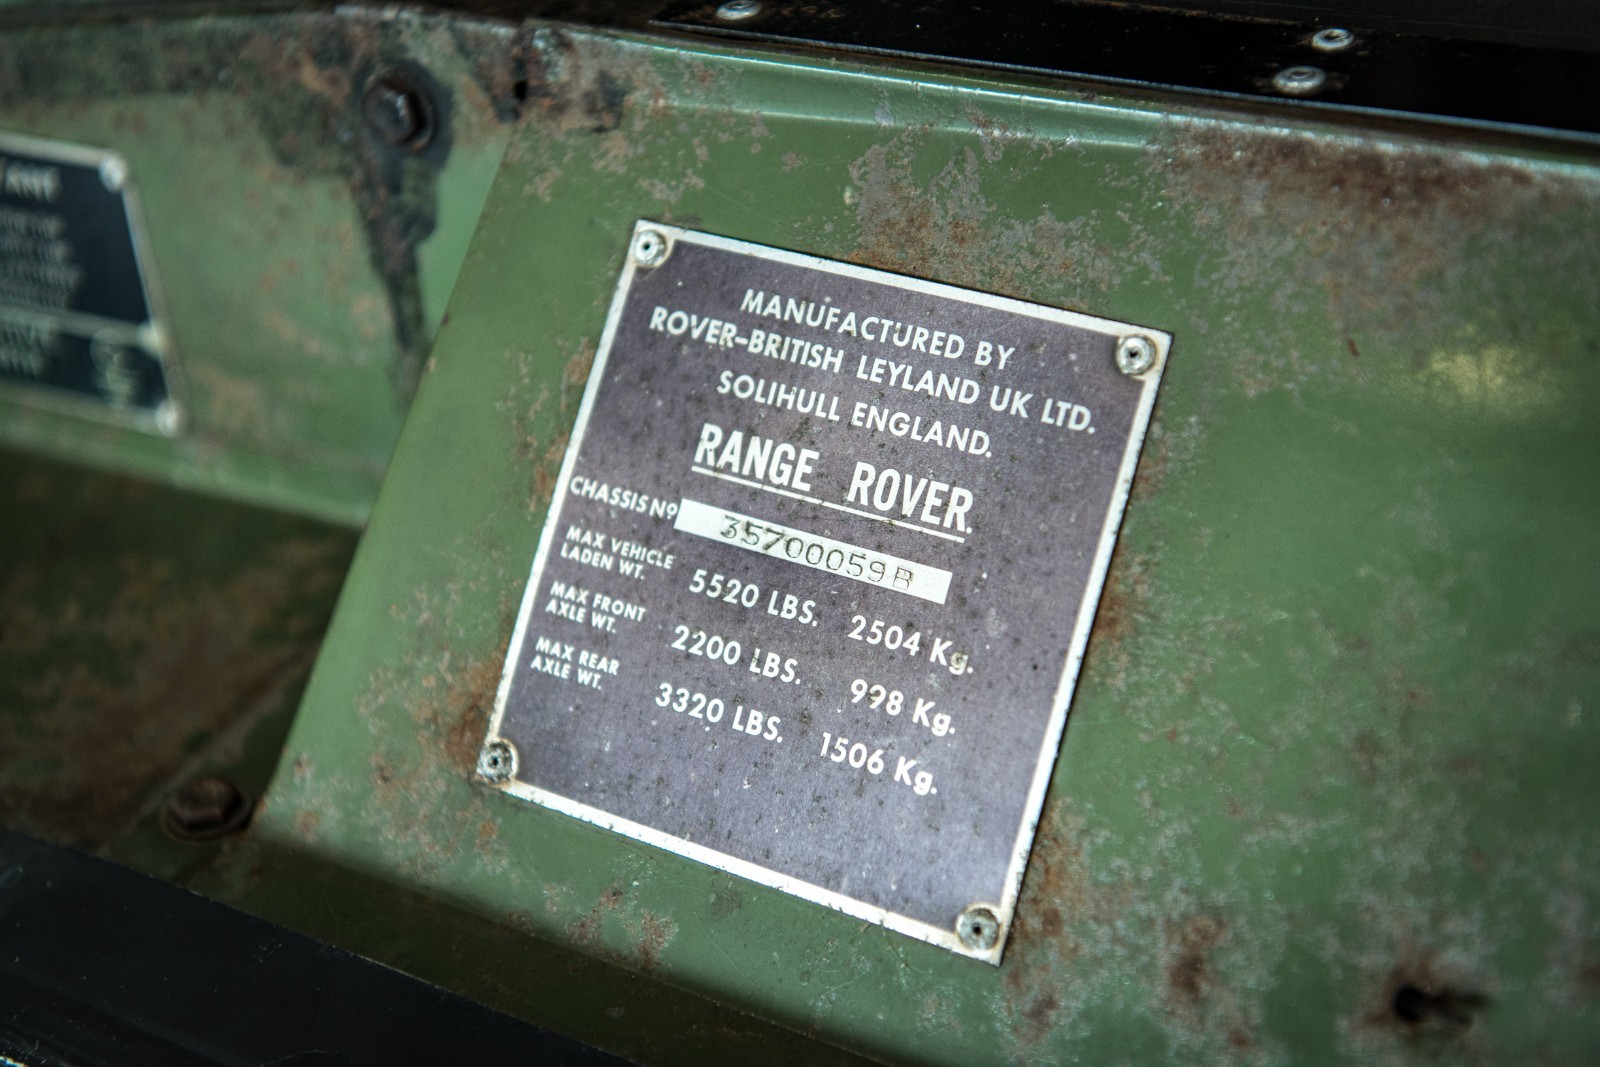 MANUFACTURED BY
ROVER-BRITISH LEYLAND UK LTD.
SOLIHULL ENGLAND.
RANGE ROVER.
CHASSIS Nº 35700059B
MAX VEHICLE
LADEN WT. 5520 LBS. 2504 Kg.
MAX FRONT
AXLE WT. 2200 LBS. 998 Kg.
MAX REAR
AXLE WT. 3320 LBS. 1506 Kg.